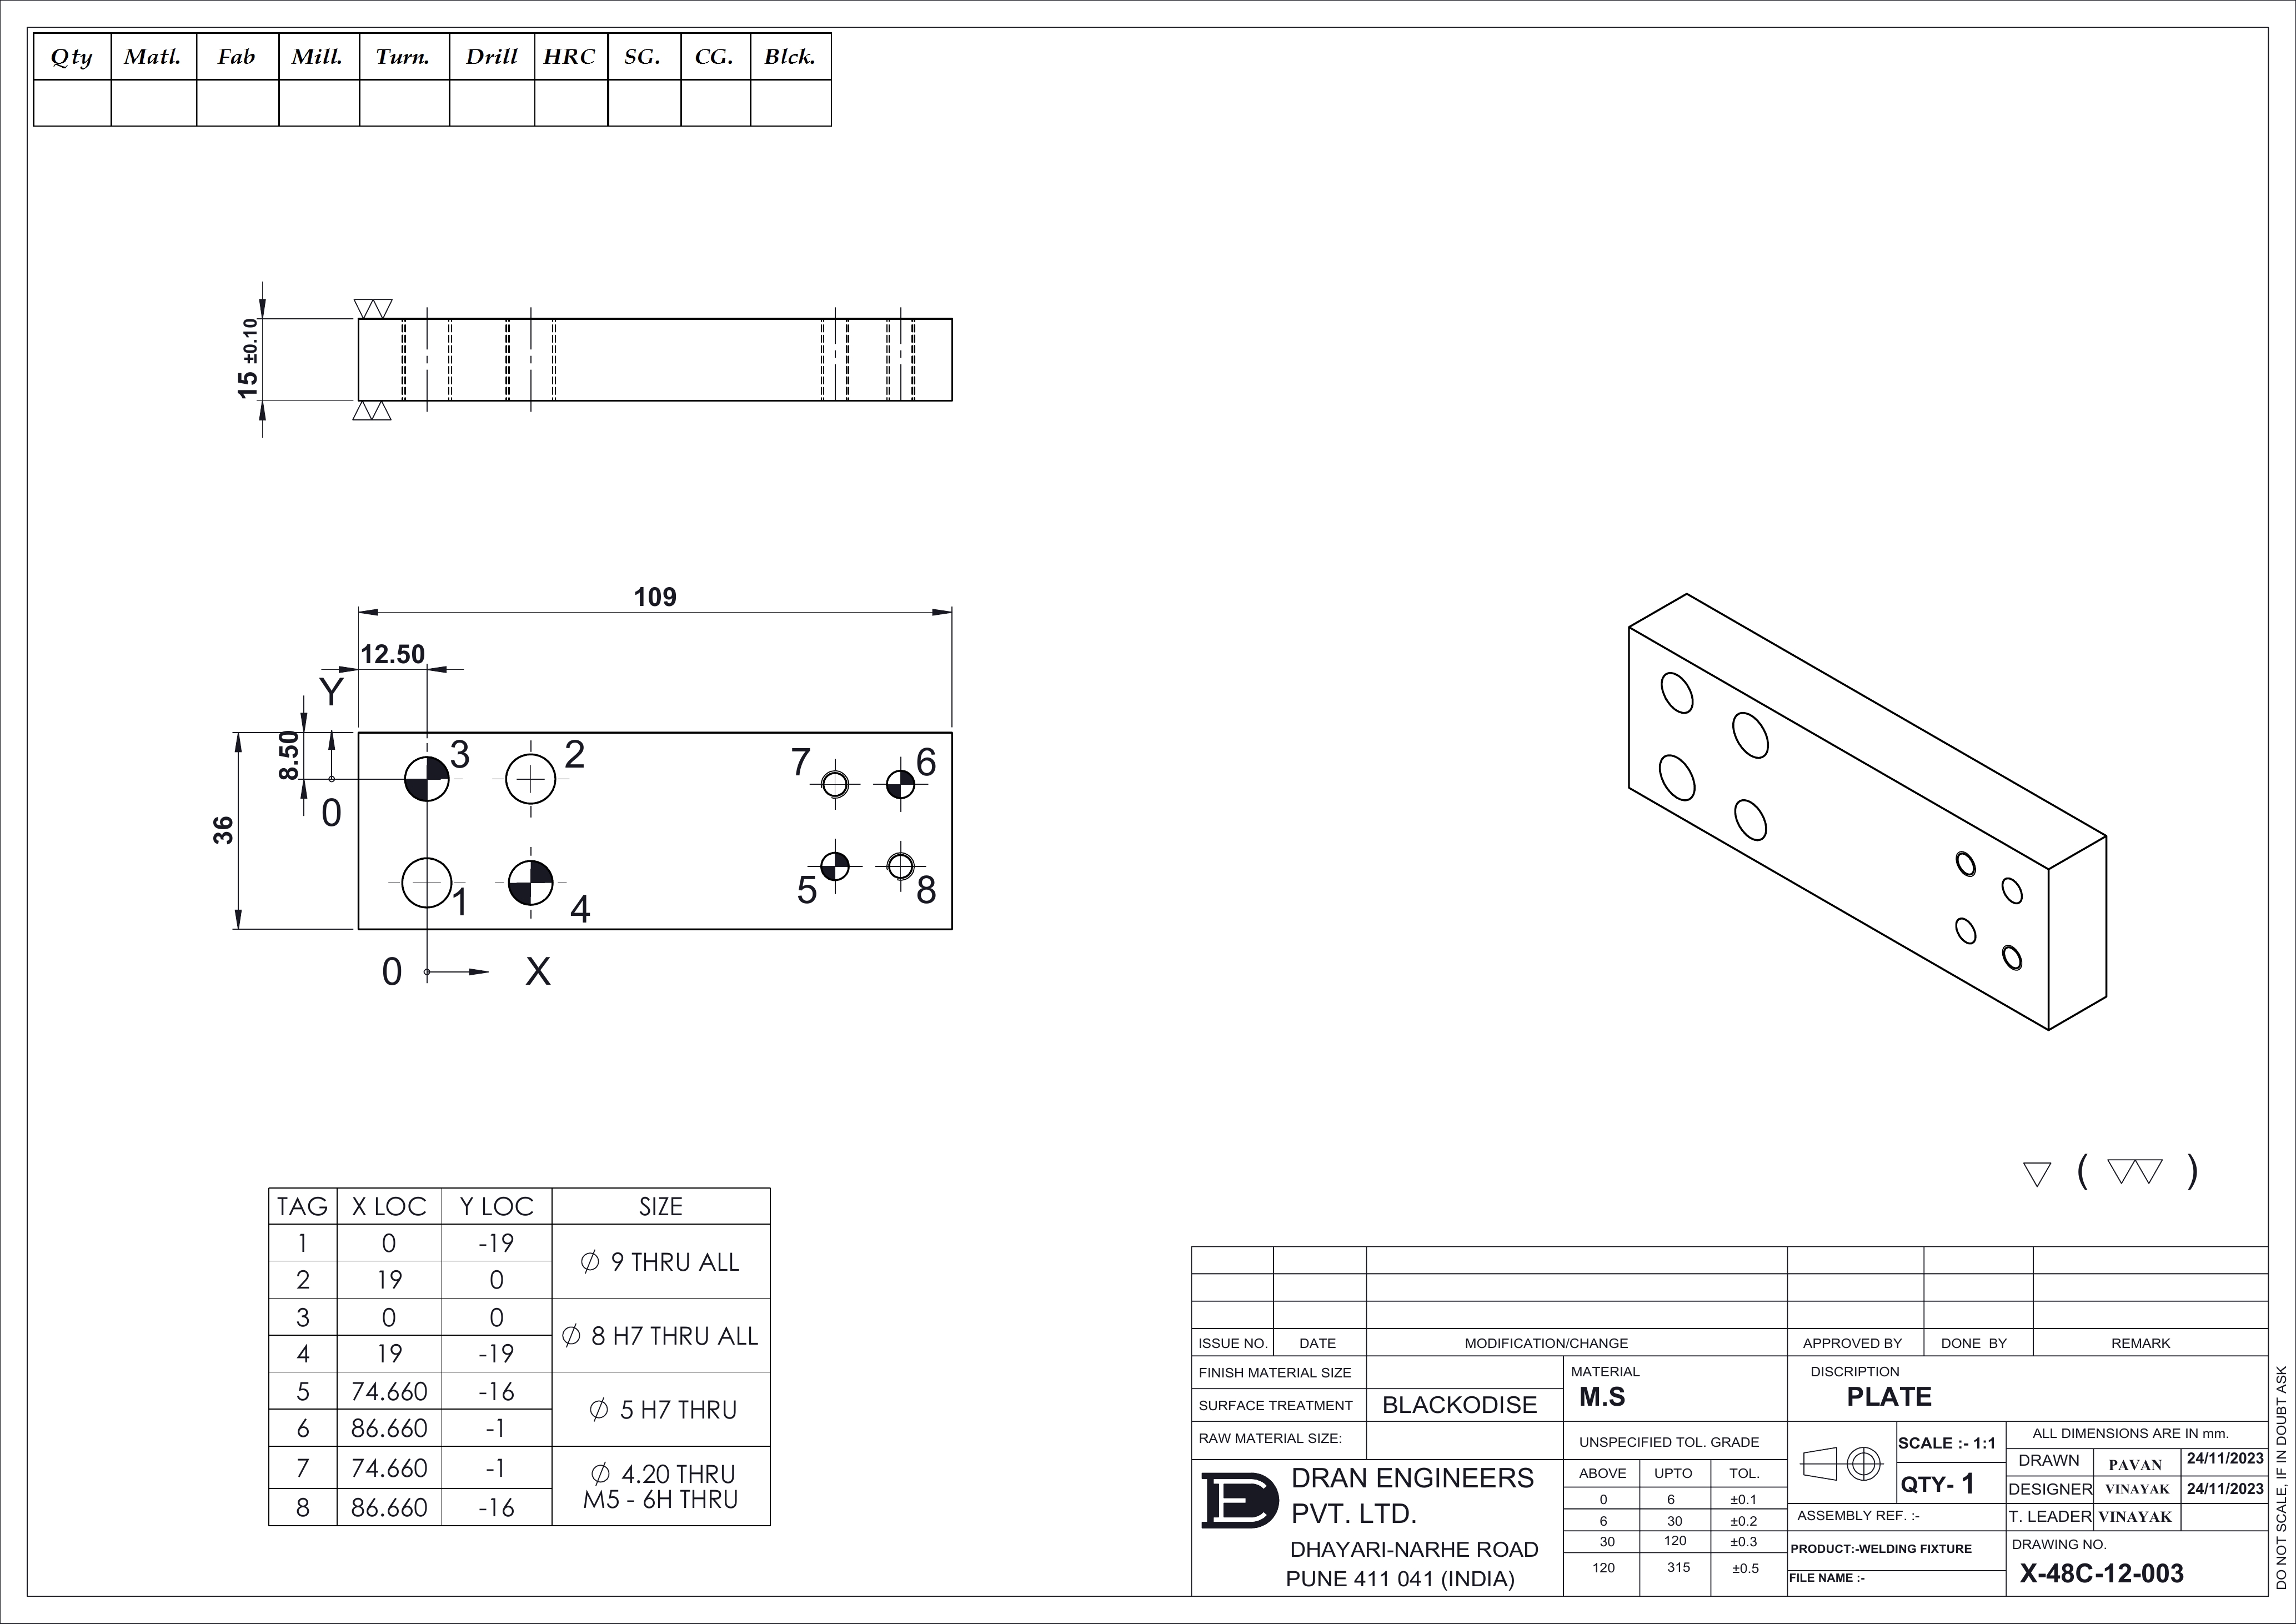 Qty Matl. Fab Mill. Turn. Drill HRC SG. CG. Blck.
15 ±0.10
109
12.50
Y
8.50
36
0
3
2
7
6
1
4
5
8
0
X
TAG X LOC Y LOC SIZE
1 0 -19 ∅ 9 THRU ALL
2 19 0
3 0 0 ∅ 8 H7 THRU ALL
4 19 -19
5 74.660 -16 ∅ 5 H7 THRU
6 86.660 -1
7 74.660 -1 ∅ 4.20 THRU
M5 - 6H THRU
8 86.660 -16
( )
ISSUE NO. DATE MODIFICATION/CHANGE APPROVED BY DONE BY REMARK
FINISH MATERIAL SIZE
SURFACE TREATMENT BLACKODISE
RAW MATERIAL SIZE:
MATERIAL
M.S
DISCRIPTION
PLATE
UNSPECIFIED TOL. GRADE
ABOVE UPTO TOL.
0 6 ±0.1
6 30 ±0.2
30 120 ±0.3
120 315 ±0.5
DRAN ENGINEERS
PVT. LTD.
DHAYARI-NARHE ROAD
PUNE 411 041 (INDIA)
SCALE :- 1:1
QTY- 1
ALL DIMENSIONS ARE IN mm.
DRAWN PAVAN 24/11/2023
DESIGNER VINAYAK 24/11/2023
T. LEADER VINAYAK
ASSEMBLY REF. :-
PRODUCT:-WELDING FIXTURE
FILE NAME :-
DRAWING NO.
X-48C-12-003
DO NOT SCALE, IF IN DOUBT ASK